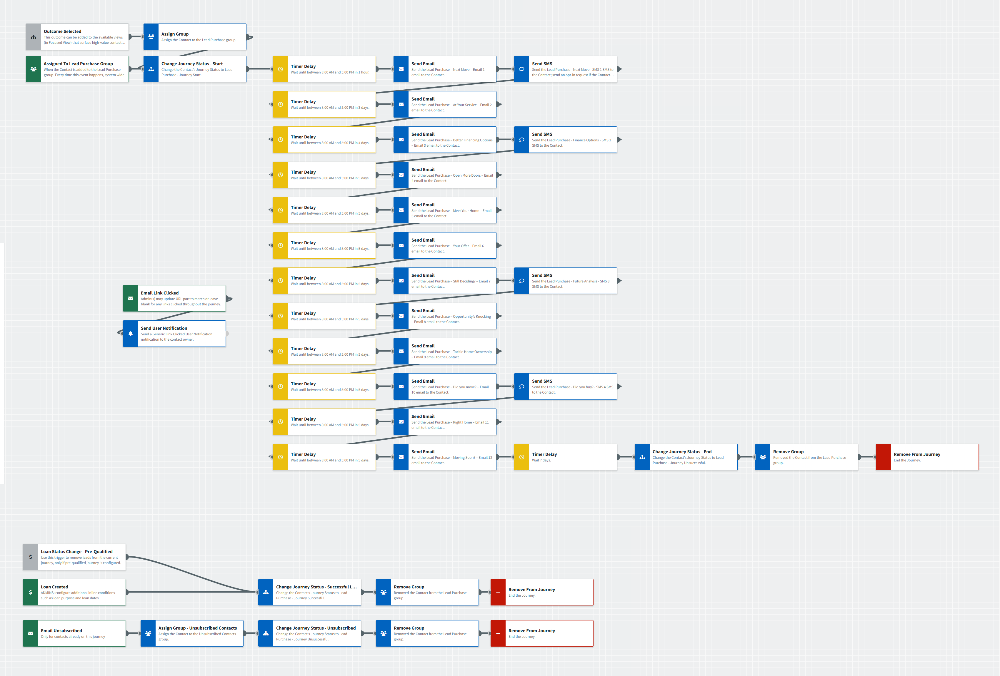 Outcome Selected
This outcome can be added to the available views
(in Focused View) that surface high-value contact…
Assign Group
Assign the Contact to the Lead Purchase group.
Assigned To Lead Purchase Group
When the Contact is added to the Lead Purchase
group. Every time this event happens, system wide
Change Journey Status - Start
Change the Contact's Journey Status to Lead
Purchase - Journey Start.
Timer Delay
Wait until between 8:00 AM and 5:00 PM in 1 hour.
Send Email
Send the Lead Purchase – Next Move – Email 1
email to the Contact.
Send SMS
Send the Lead Purchase - Next Move - SMS 1 SMS to
the Contact; send an opt-in request if the Contact…
Timer Delay
Wait until between 8:00 AM and 5:00 PM in 3 days.
Send Email
Send the Lead Purchase – At Your Service – Email 2
email to the Contact.
Timer Delay
Wait until between 8:00 AM and 5:00 PM in 4 days.
Send Email
Send the Lead Purchase – Better Financing Options
– Email 3 email to the Contact.
Send SMS
Send the Lead Purchase - Finance Options - SMS 2
SMS to the Contact.
Timer Delay
Wait until between 8:00 AM and 5:00 PM in 5 days.
Send Email
Send the Lead Purchase – Open More Doors – Email
4 email to the Contact.
Timer Delay
Wait until between 8:00 AM and 5:00 PM in 5 days.
Send Email
Send the Lead Purchase – Meet Your Home – Email
5 email to the Contact.
Timer Delay
Wait until between 8:00 AM and 5:00 PM in 5 days.
Send Email
Send the Lead Purchase – Your Offer – Email 6
email to the Contact.
Timer Delay
Wait until between 8:00 AM and 5:00 PM in 5 days.
Send Email
Send the Lead Purchase – Still Deciding? – Email 7
email to the Contact.
Send SMS
Send the Lead Purchase - Future Analysis - SMS 3
SMS to the Contact.
Email Link Clicked
Admin(s) may update URL part to match or leave
blank for any links clicked throughout the journey.
Timer Delay
Wait until between 8:00 AM and 5:00 PM in 5 days.
Send Email
Send the Lead Purchase – Opportunity's Knocking
– Email 8 email to the Contact.
Send User Notification
Send a Generic Link Clicked User Notification
notification to the contact owner.
Timer Delay
Wait until between 8:00 AM and 5:00 PM in 5 days.
Send Email
Send the Lead Purchase – Tackle Home Ownership
– Email 9 email to the Contact.
Timer Delay
Wait until between 8:00 AM and 5:00 PM in 5 days.
Send Email
Send the Lead Purchase – Did you move? – Email
10 email to the Contact.
Send SMS
Send the Lead Purchase - Did you buy? - SMS 4 SMS
to the Contact.
Timer Delay
Wait until between 8:00 AM and 5:00 PM in 5 days.
Send Email
Send the Lead Purchase – Right Home – Email 11
email to the Contact.
Timer Delay
Wait until between 8:00 AM and 5:00 PM in 5 days.
Send Email
Send the Lead Purchase – Moving Soon? – Email 12
email to the Contact.
Timer Delay
Wait 7 days.
Change Journey Status - End
Change the Contact's Journey Status to Lead
Purchase - Journey Unsuccessful.
Remove Group
Removed the Contact from the Lead Purchase
group.
Remove From Journey
End the Journey.
Loan Status Change - Pre-Qualified
Use this trigger to remove leads from the current
journey, only if pre-qualified journey is configured.
Loan Created
ADMINS: configure additional inline conditions
such as loan purpose and loan dates
Change Journey Status - Successful L…
Change the Contact's Journey Status to Lead
Purchase - Journey Successful.
Remove Group
Removed the Contact from the Lead Purchase
group.
Remove From Journey
End the Journey.
Email Unsubscribed
Only for contacts already on this journey
Assign Group - Unsubscribed Contacts
Assign the Contact to the Unsubscribed Contacts
group.
Change Journey Status - Unsubscribed
Change the Contact's Journey Status to Lead
Purchase - Journey Unsuccessful.
Remove Group
Removed the Contact from the Lead Purchase
group.
Remove From Journey
End the Journey.